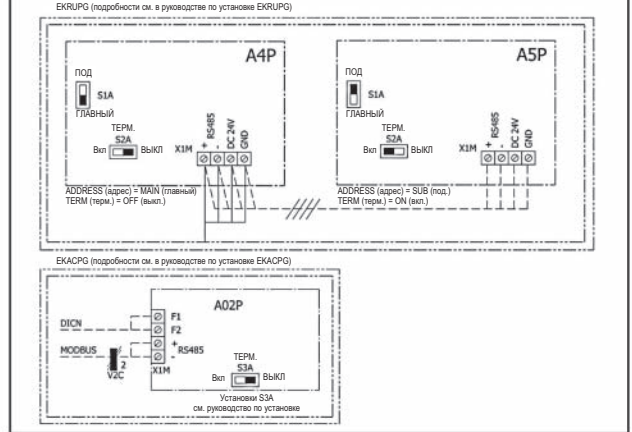 EKRUPG (подробности см. в руководстве по установке EKRUPG)
A4P
ПОД
S1A
ГЛАВНЫЙ
ТЕРМ.
S2A
Вкл ВЫКЛ
X1M
+ - RS485 DC 24V GND
ADDRESS (адрес) = MAIN (главный)
TERM (терм.) = OFF (выкл.)
A5P
ПОД
S1A
ГЛАВНЫЙ
ТЕРМ.
S2A
Вкл ВЫКЛ
X1M
+ - RS485 DC 24V GND
ADDRESS (адрес) = SUB (под.)
TERM (терм.) = ON (вкл.)
EKACPG (подробности см. в руководстве по установке EKACPG)
A02P
DICN
F1
F2
MODBUS
+
- RS485
2
V2C
X1M
ТЕРМ.
S3A
Вкл ВЫКЛ
Установки S3A
см. руководство по установке